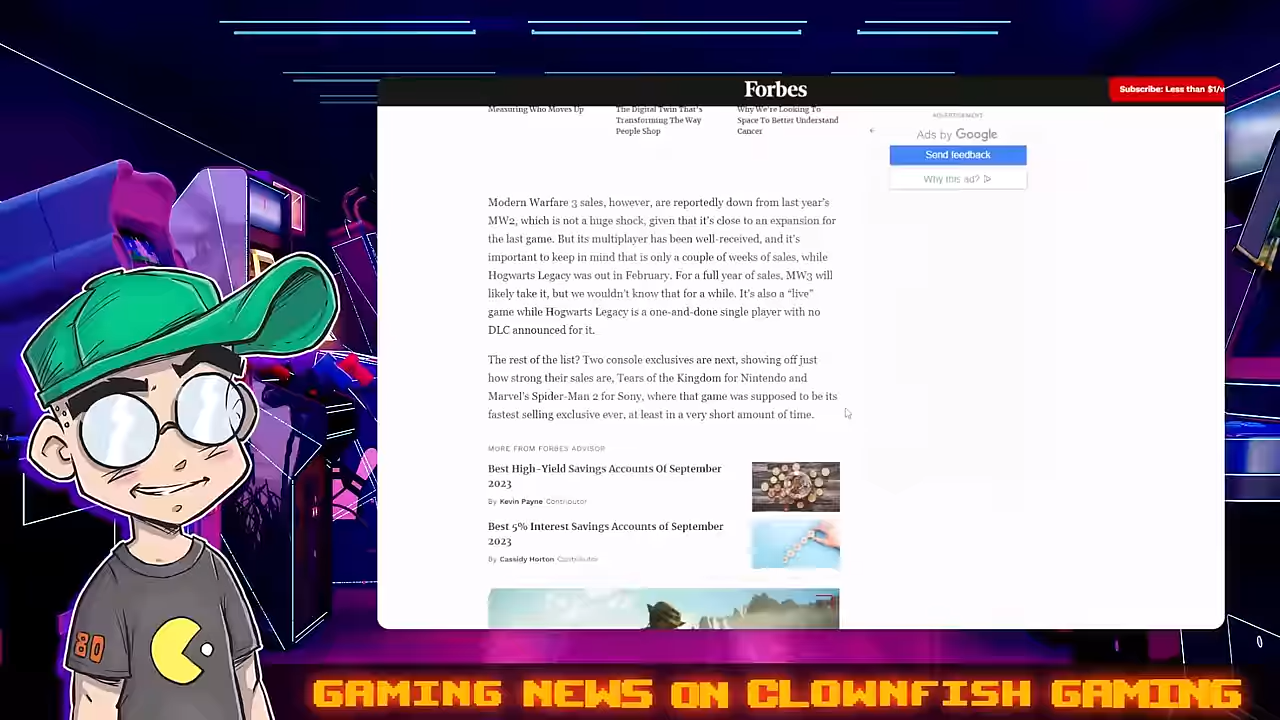 Forbes
Subscribe: Less than $1/w
Measuring Who Moves Up
The Digital Twin That's
Transforming The Way
People Shop
Why We're Looking To
Space To Better Understand
Cancer
ADVERTISEMENT
Ads by Google
Send feedback
Why this ad?
Modern Warfare 3 sales, however, are reportedly down from last year's
MW2, which is not a huge shock, given that it's close to an expansion for
the last game. But its multiplayer has been well-received, and it's
important to keep in mind that is only a couple of weeks of sales, while
Hogwarts Legacy was out in February. For a full year of sales, MW3 will
likely take it, but we wouldn't know that for a while. It's also a “live”
game while Hogwarts Legacy is a one-and-done single player with no
DLC announced for it.
The rest of the list? Two console exclusives are next, showing off just
how strong their sales are, Tears of the Kingdom for Nintendo and
Marvel's Spider-Man 2 for Sony, where that game was supposed to be its
fastest selling exclusive ever, at least in a very short amount of time.
MORE FROM FORBES ADVISOR
Best High-Yield Savings Accounts Of September
2023
By Kevin Payne Contributor
Best 5% Interest Savings Accounts of September
2023
By Cassidy Horton Contributor
80
GAMING NEWS ON CLOWNFISH GAMING